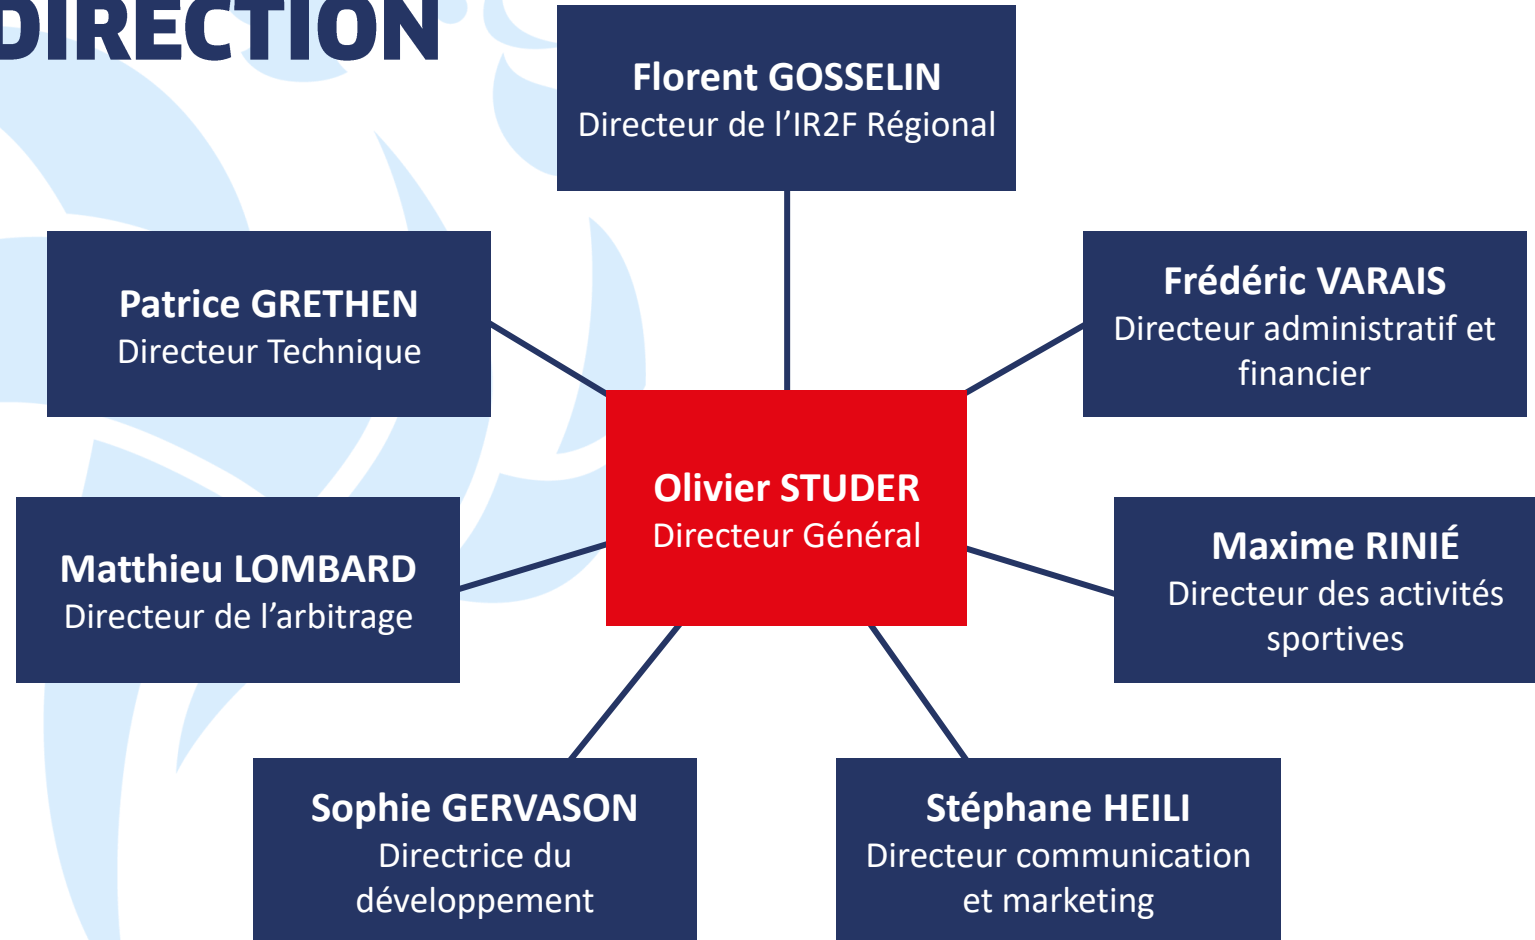 DIRECTION
Florent GOSSELIN
Directeur de l’IR2F Régional
Patrice GRETHEN
Directeur Technique
Frédéric VARAIS
Directeur administratif et
financier
Olivier STUDER
Directeur Général
Matthieu LOMBARD
Directeur de l’arbitrage
Maxime RINIÉ
Directeur des activités
sportives
Sophie GERVASON
Directrice du
développement
Stéphane HEILI
Directeur communication
et marketing